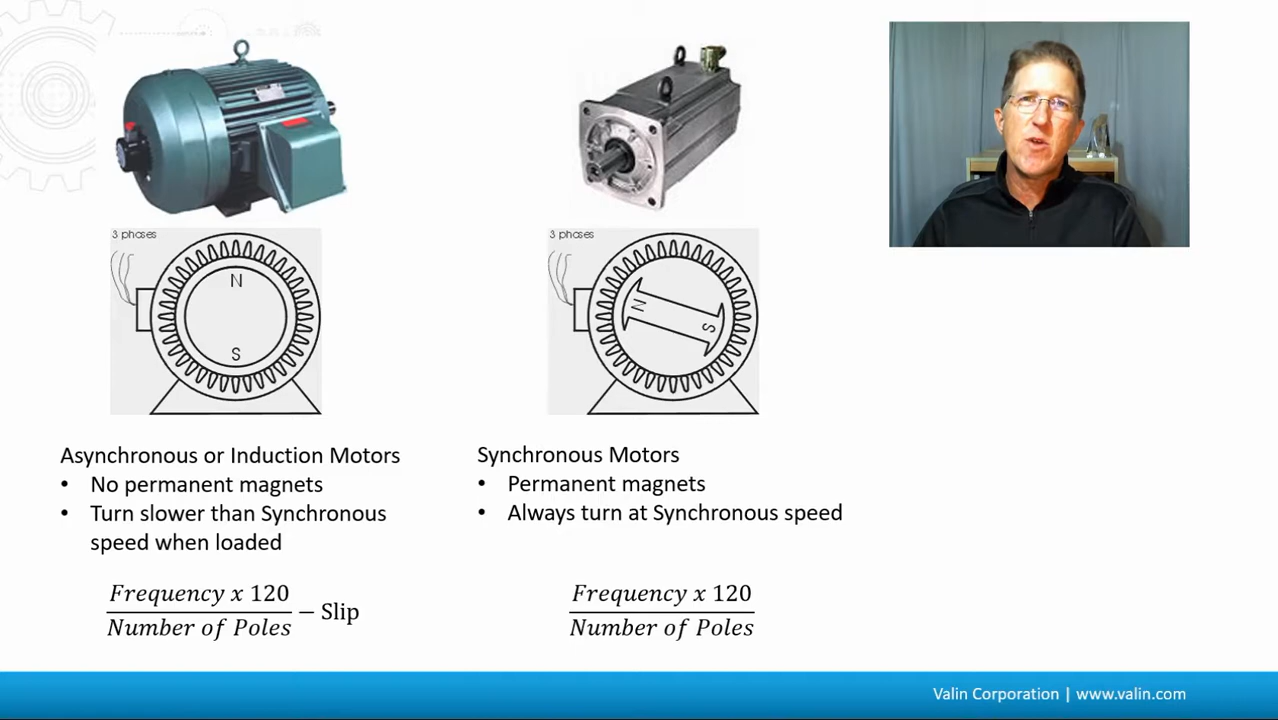 3 phases
N
S
3 phases
N
S
Asynchronous or Induction Motors
• No permanent magnets
• Turn slower than Synchronous
speed when loaded
Frequency x 120
Number of Poles
− Slip
Synchronous Motors
• Permanent magnets
• Always turn at Synchronous speed
Frequency x 120
Number of Poles
Valin Corporation | www.valin.com